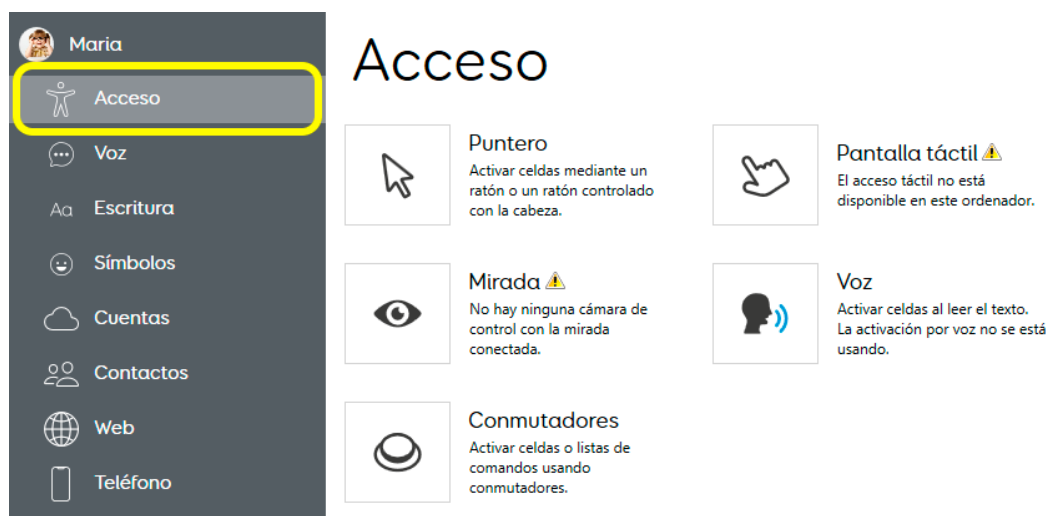 Maria
Acceso
Voz
Aa Escritura
Símbolos
Cuentas
Contactos
Web
Teléfono
Acceso
Puntero
Activar celdas mediante un
ratón o un ratón controlado
con la cabeza.
Pantalla táctil
El acceso táctil no está
disponible en este ordenador.
Mirada
No hay ninguna cámara de
control con la mirada
conectada.
Voz
Activar celdas al leer el texto.
La activación por voz no se está
usando.
Conmutadores
Activar celdas o listas de
comandos usando
conmutadores.